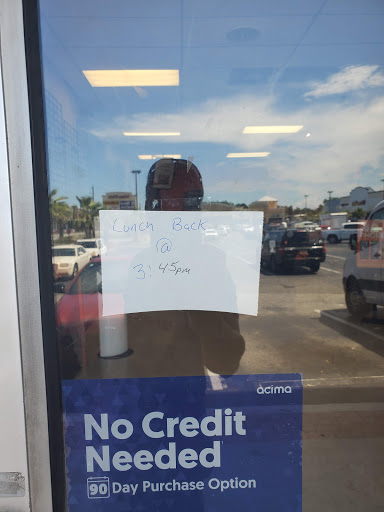 Lunch Back
@
3:45pm
acima
No Credit
Needed
90 Day Purchase Option